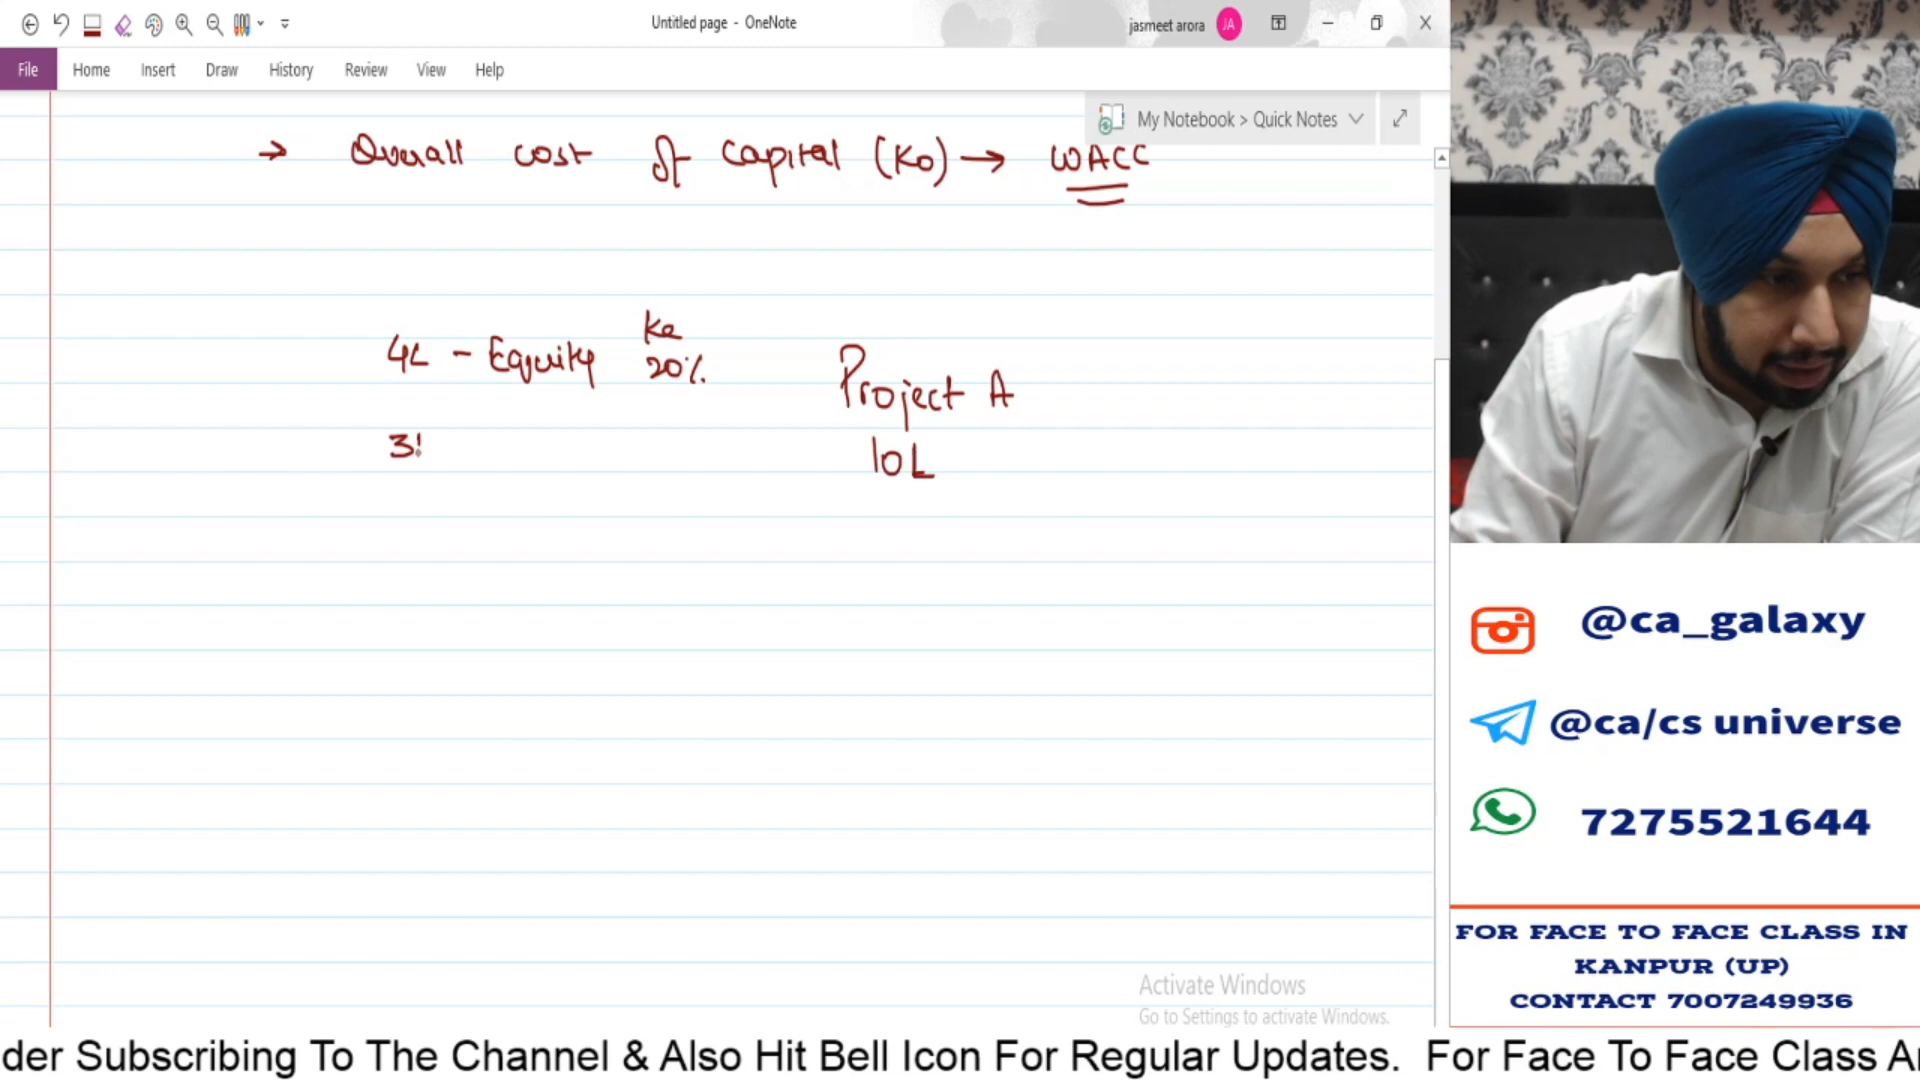 Untitled page - OneNote
jasmeet arora JA
File Home Insert Draw History Review View Help
My Notebook > Quick Notes
→ Overall cost of capital (Ko) → WACC
Ke
4L - Equity 20%
Project A
3
10L
@ca_galaxy
@ca/cs universe
7275521644
FOR FACE TO FACE CLASS IN
KANPUR (UP)
CONTACT 7007249936
Activate Windows
Go to Settings to activate Windows.
der Subscribing To The Channel & Also Hit Bell Icon For Regular Updates. For Face To Face Class A